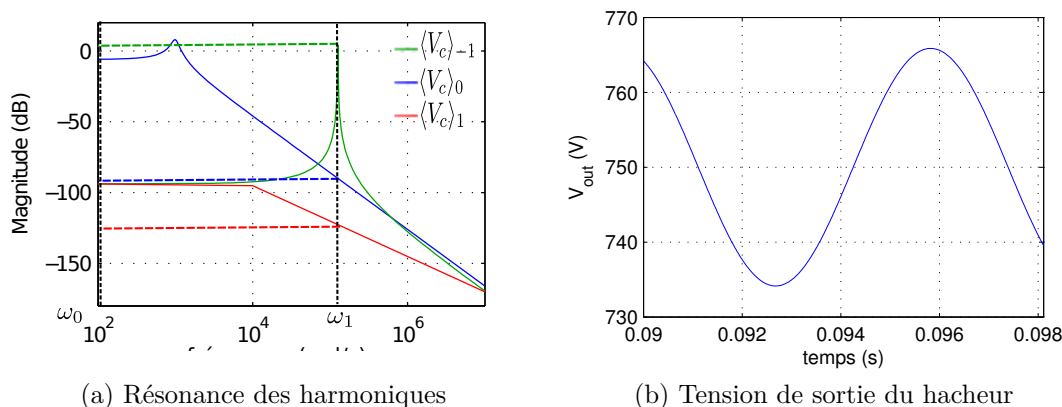 0
−50
−100
−150
Magnitude (dB)
⟨V_c⟩_{-1}
⟨V_c⟩_0
⟨V_c⟩_1
ω_0
10^2
10^4
ω_1
10^6
(a) Résonance des harmoniques
770
760
750
740
730
V_out (V)
0.09
0.092
0.094
0.096
0.098
temps (s)
(b) Tension de sortie du hacheur